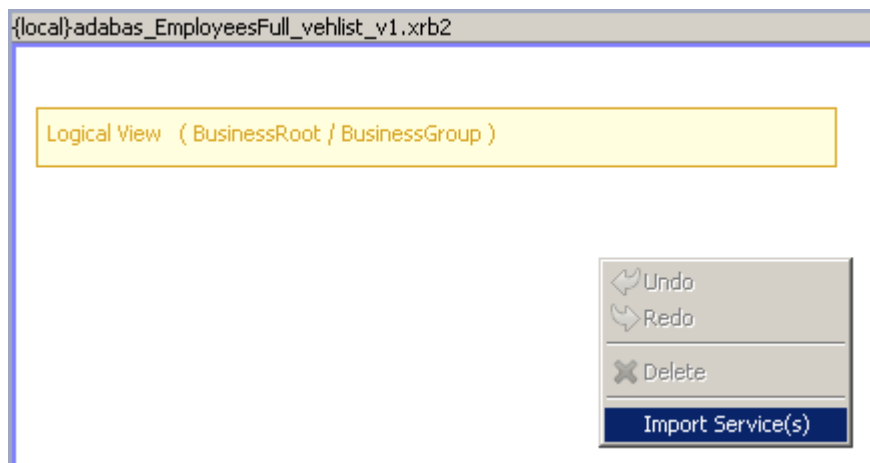 {local}adabas_EmployeesFull_vehlist_v1.xrb2
Logical View ( BusinessRoot / BusinessGroup )
Undo
Redo
Delete
Import Service(s)